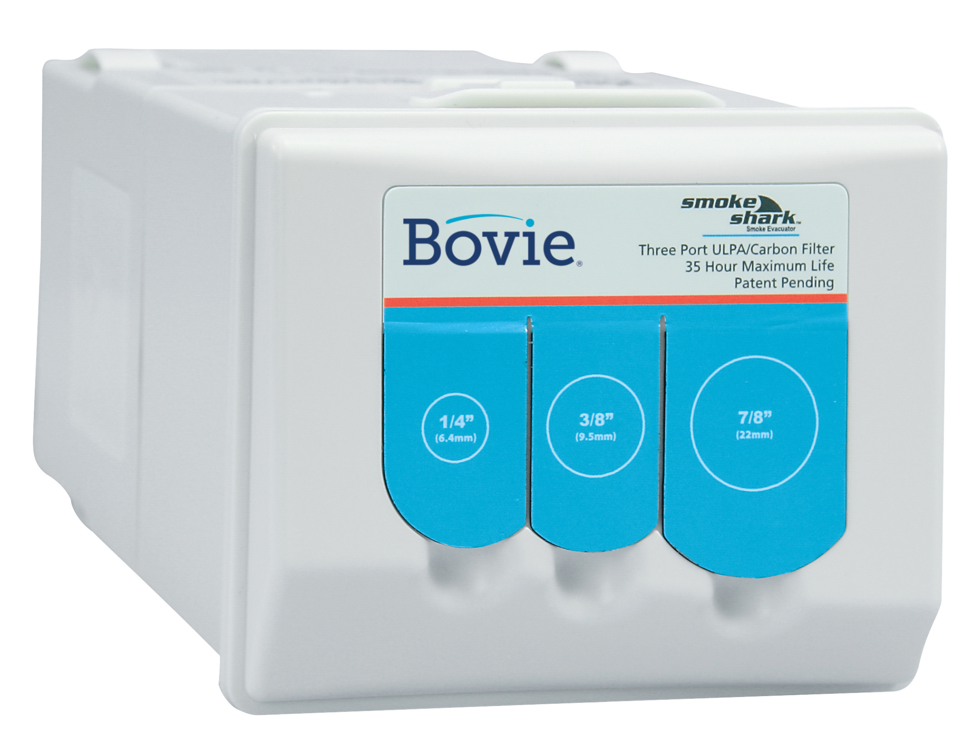 Bovie®
smoke
shark™
Smoke Evacuator
Three Port ULPA/Carbon Filter
35 Hour Maximum Life
Patent Pending
1/4”
(6.4mm)
3/8”
(9.5mm)
7/8”
(22mm)